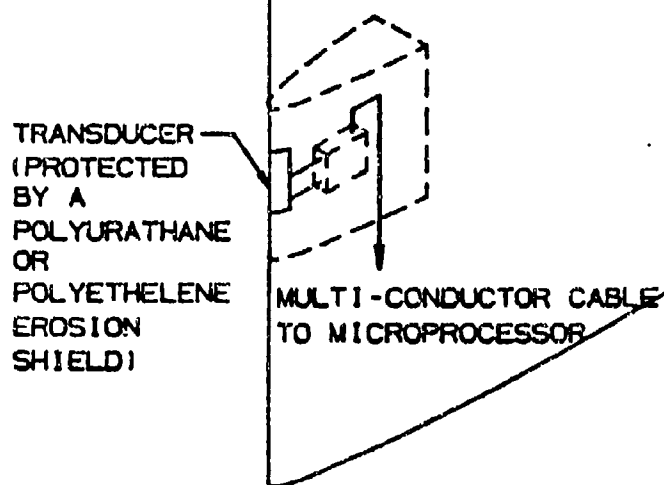 TRANSDUCER
(PROTECTED
BY A
POLYURATHANE
OR
POLYETHELENE
EROSION
SHIELD)
MULTI-CONDUCTOR CABLE
TO MICROPROCESSOR